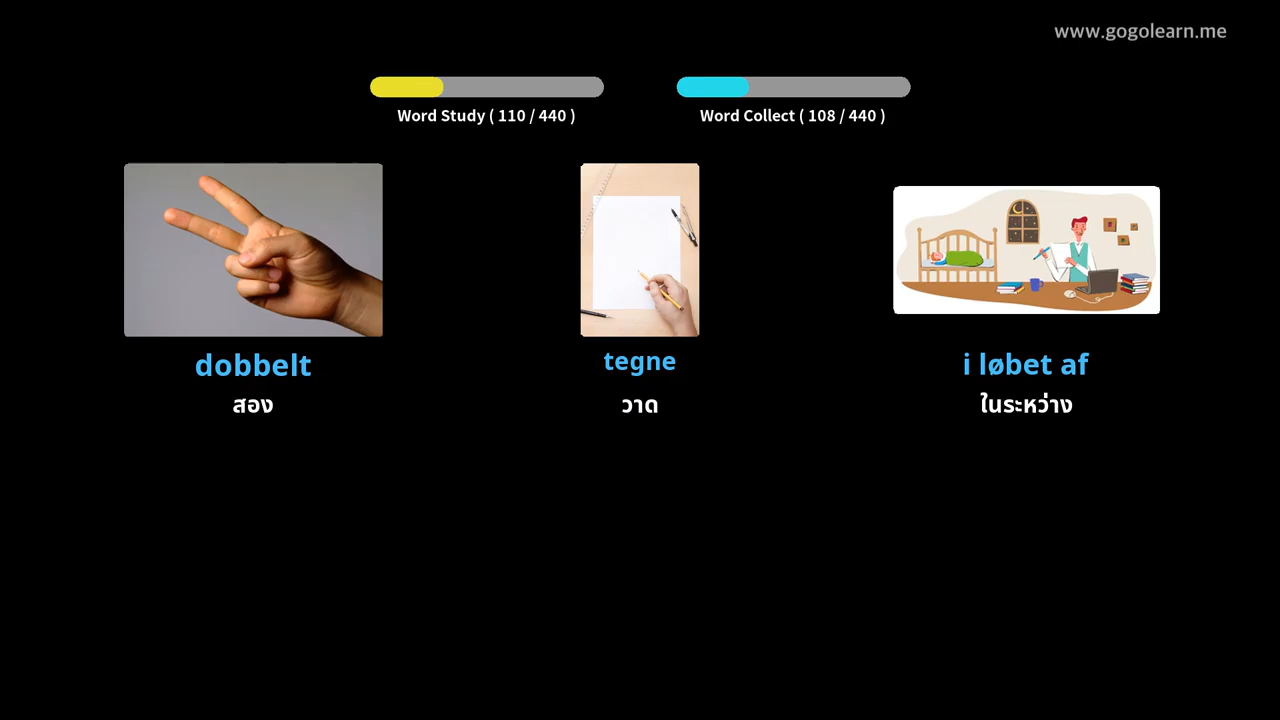 www.gogolearn.me
Word Study ( 110 / 440 )
Word Collect ( 108 / 440 )
dobbelt
สอง
tegne
วาด
i løbet af
ในระหว่าง